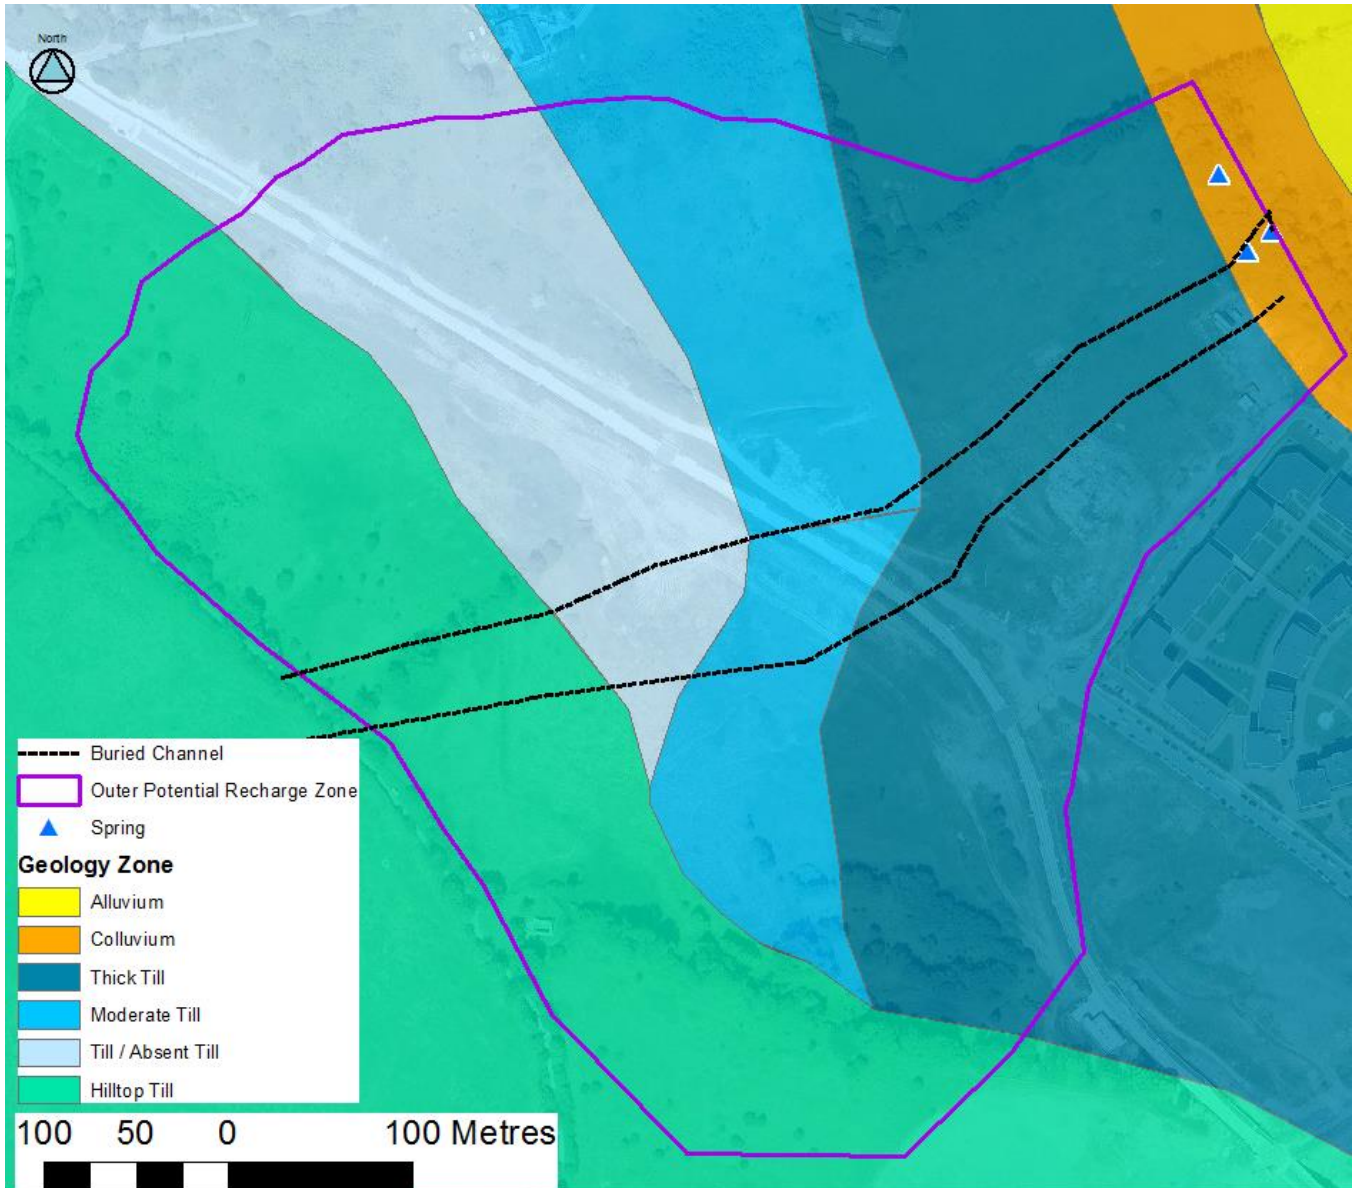 North
Buried Channel
Outer Potential Recharge Zone
Spring
Geology Zone
Alluvium
Colluvium
Thick Till
Moderate Till
Till / Absent Till
Hilltop Till
100 50 0 100 Metres